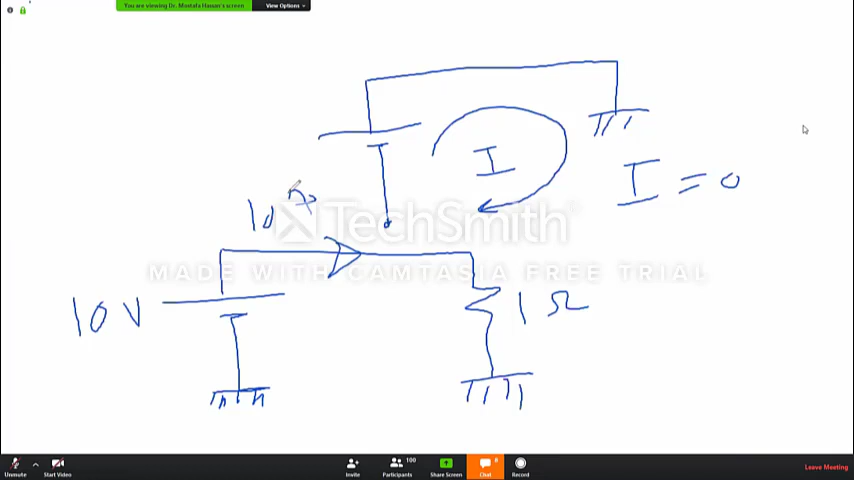 You are viewing Dr. Mostafa Hassan's screen
View Options
I
I = 0
10 A
TechSmith
MADE WITH CAMTASIA FREE TRIAL
10 V
1 Ω
Unmute
Start Video
Invite
100
Participants
Share Screen
8
Chat
Record
Leave Meeting